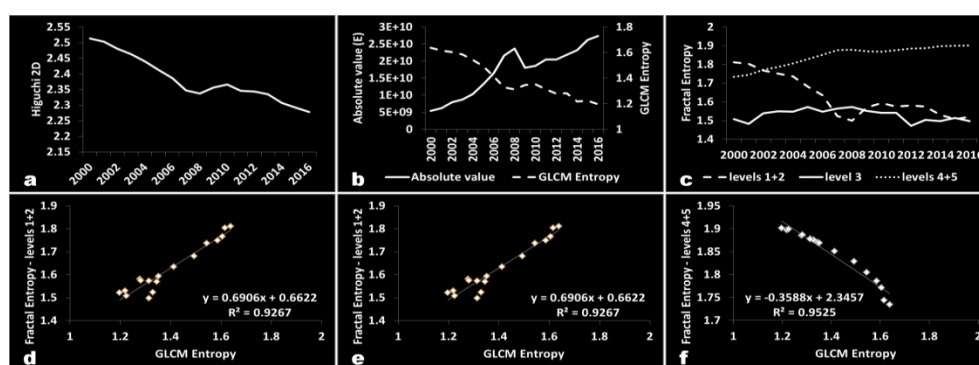 Higuchi 2D
2.55
2.5
2.45
2.4
2.35
2.3
2.25
2.2
2.15
2000
2002
2004
2006
2008
2010
2012
2014
2016
a
Absolute value (E)
3E+10
2.5E+10
2E+10
1.5E+10
1E+10
5E+09
0
1.8
1.6
1.4
1.2
1
GLCM Entropy
2000
2002
2004
2006
2008
2010
2012
2014
2016
b
Absolute value
GLCM Entropy
Fractal Entropy
2
1.9
1.8
1.7
1.6
1.5
1.4
2000 2002 2004 2006 2008 2010 2012 2014 2016
c
levels 1+2
level 3
levels 4+5
Fractal Entropy - levels 1+2
1.9
1.8
1.7
1.6
1.5
1.4
y = 0.6906x + 0.6622
R² = 0.9267
1 1.2 1.4 1.6 1.8 2
d
GLCM Entropy
Fractal Entropy - levels 1+2
1.9
1.8
1.7
1.6
1.5
1.4
y = 0.6906x + 0.6622
R² = 0.9267
1 1.2 1.4 1.6 1.8 2
e
GLCM Entropy
Fractal Entropy - levels 4+5
1.95
1.9
1.85
1.8
1.75
1.7
y = -0.3588x + 2.3457
R² = 0.9525
1 1.2 1.4 1.6 1.8 2
f
GLCM Entropy